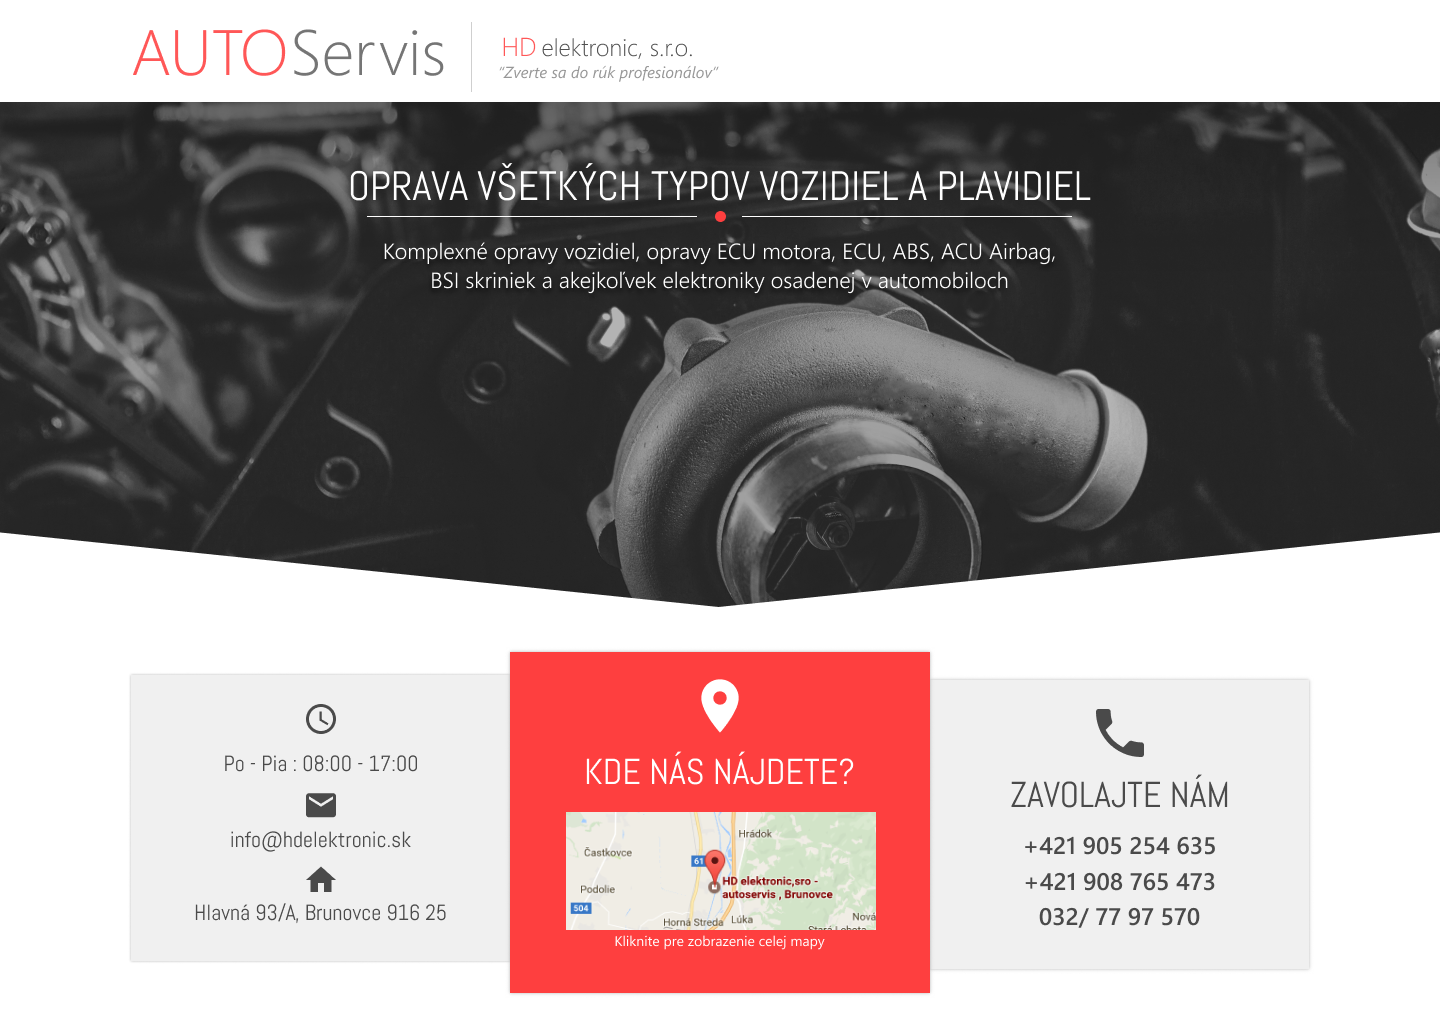 AUTOServis
HD elektronic, s.r.o.
"Zverte sa do rúk profesionálov"
OPRAVA VŠETKÝCH TYPOV VOZIDIEL A PLAVIDIEL
Komplexné opravy vozidiel, opravy ECU motora, ECU, ABS, ACU Airbag,
BSI skriniek a akejkoľvek elektroniky osadenej v automobiloch
Po - Pia : 08:00 - 17:00
info@hdelektronic.sk
Hlavná 93/A, Brunovce 916 25
KDE NÁS NÁJDETE?
Hrádok
Častkovce
61
HD elektronic,sro -
autoservis , Brunovce
Podolie
504
Horná Streda
Lúka
Nová
Stará Lehota
Kliknite pre zobrazenie celej mapy
ZAVOLAJTE NÁM
+421 905 254 635
+421 908 765 473
032/ 77 97 570